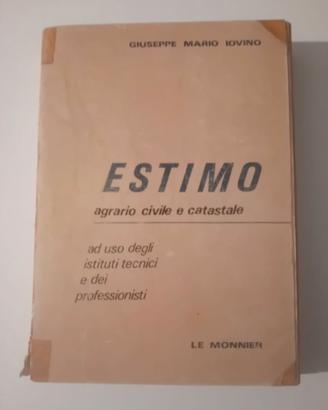 GIUSEPPE MARIO IOVINO
ESTIMO
agrario civile e catastale
ad uso degli
istituti tecnici
e dei
professionisti
LE MONNIER